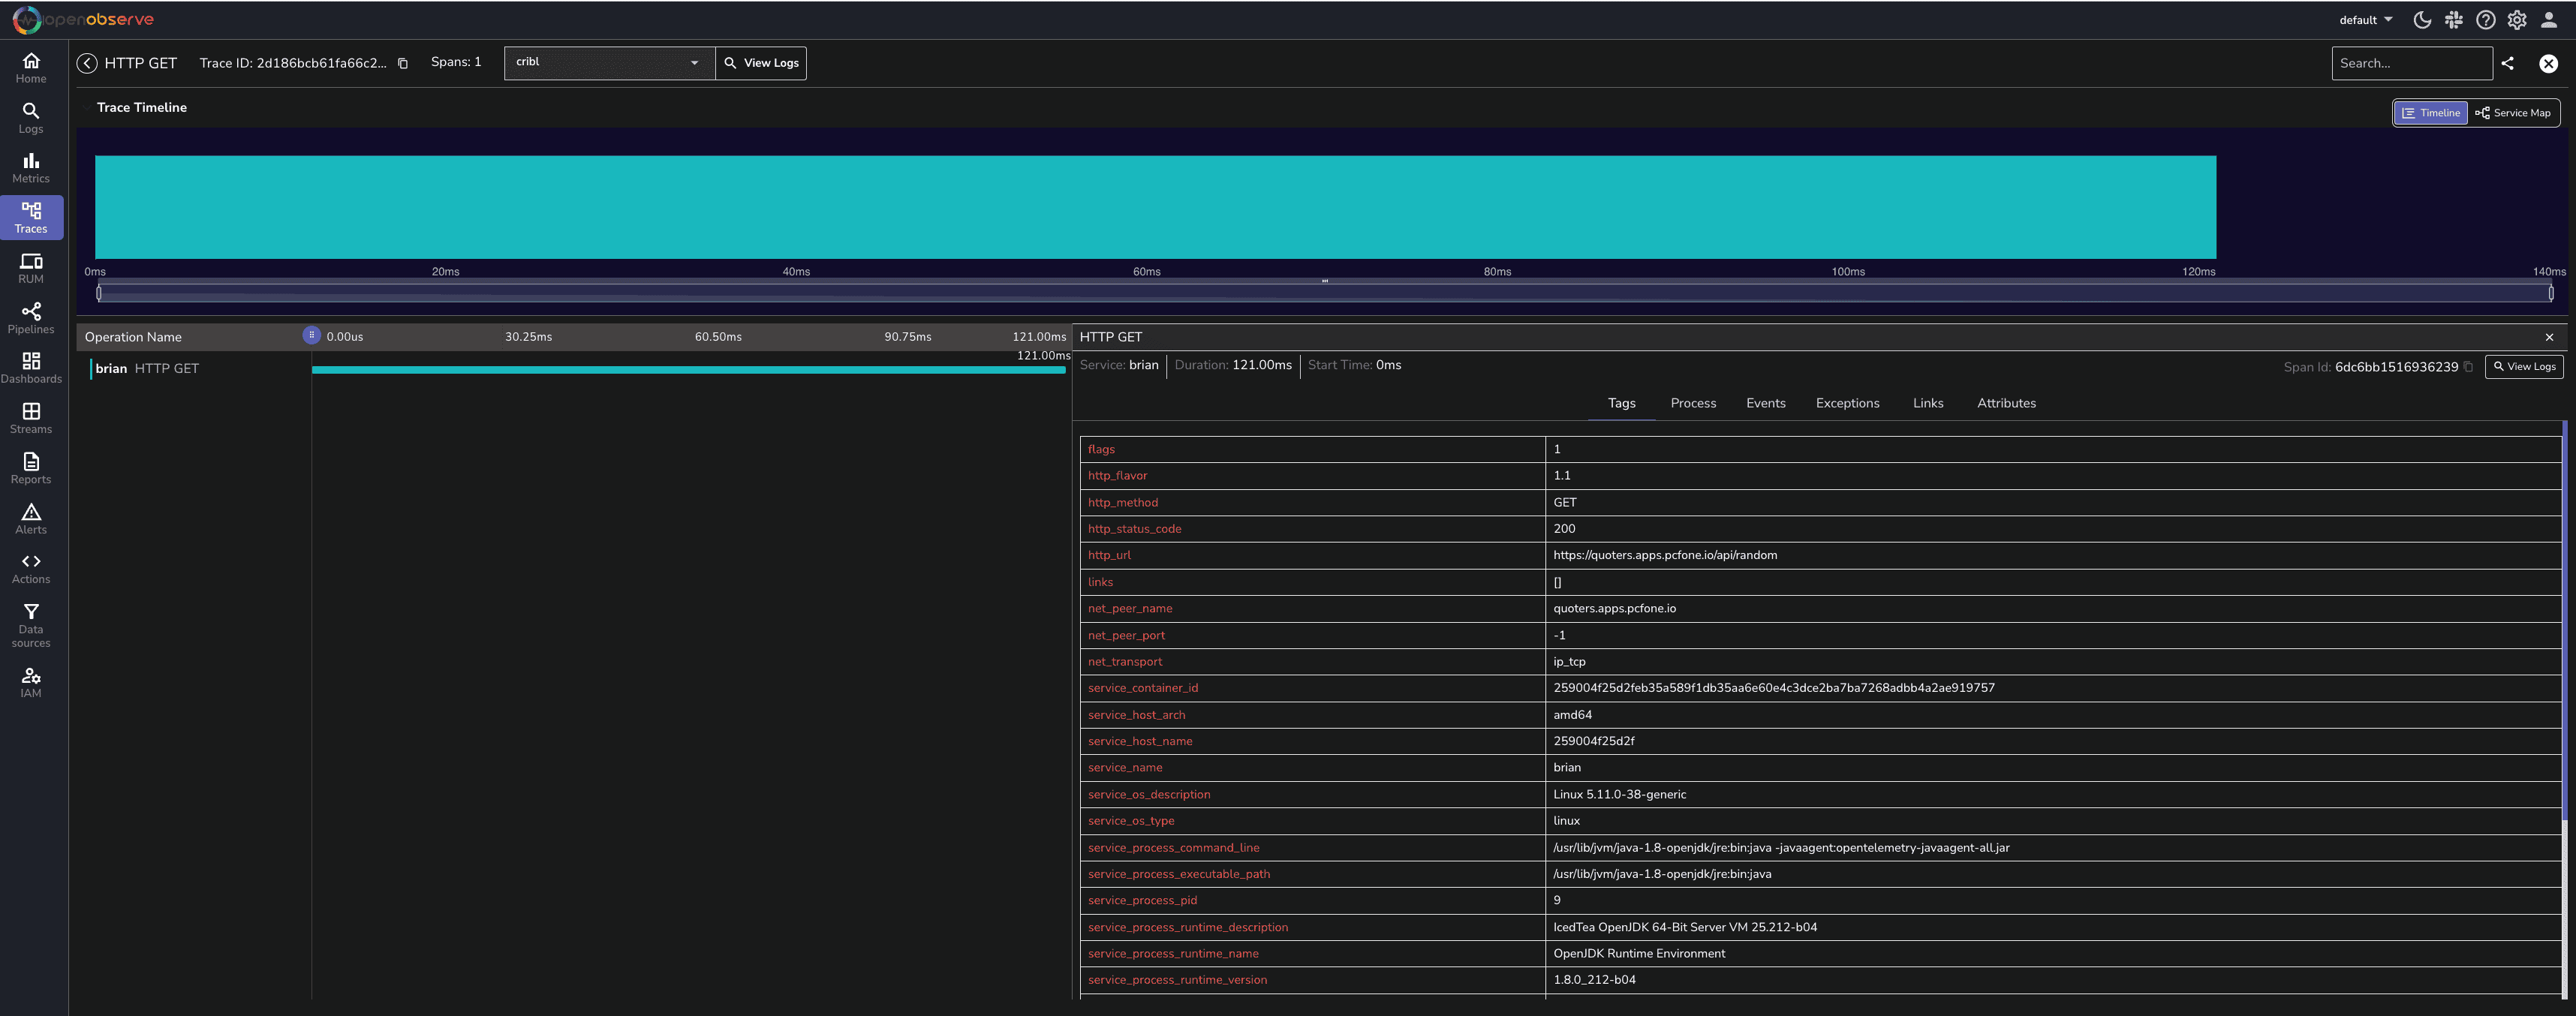 openobserve
default
Home
Logs
Metrics
Traces
RUM
Pipelines
Dashboards
Streams
Reports
Alerts
Actions
Data
sources
IAM
HTTP GET Trace ID: 2d186bcb61fa66c2... Spans: 1 cribl View Logs Search...
Trace Timeline
Timeline Service Map
0ms 20ms 40ms 60ms 80ms 100ms 120ms 140ms
Operation Name 0.00us 30.25ms 60.50ms 90.75ms 121.00ms
121.00ms
brian HTTP GET
HTTP GET
Service: brian Duration: 121.00ms Start Time: 0ms Span Id: 6dc6bb1516936239 View Logs
Tags Process Events Exceptions Links Attributes
flags 1
http_flavor 1.1
http_method GET
http_status_code 200
http_url https://quoters.apps.pcfone.io/api/random
links []
net_peer_name quoters.apps.pcfone.io
net_peer_port -1
net_transport ip_tcp
service_container_id 259004f25d2feb35a589f1db35aa6e60e4c3dce2ba7ba7268adbb4a2ae919757
service_host_arch amd64
service_host_name 259004f25d2f
service_name brian
service_os_description Linux 5.11.0-38-generic
service_os_type linux
service_process_command_line /usr/lib/jvm/java-1.8-openjdk/jre:bin:java -javaagent:opentelemetry-javaagent-all.jar
service_process_executable_path /usr/lib/jvm/java-1.8-openjdk/jre:bin:java
service_process_pid 9
service_process_runtime_description IcedTea OpenJDK 64-Bit Server VM 25.212-b04
service_process_runtime_name OpenJDK Runtime Environment
service_process_runtime_version 1.8.0_212-b04